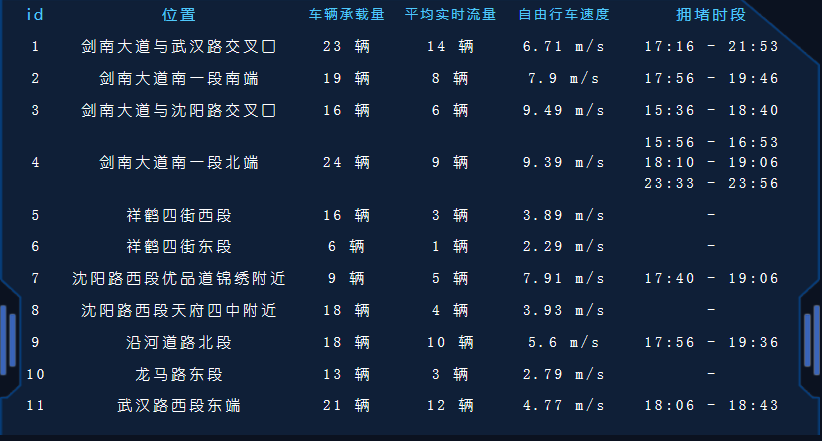 id 位置 车辆承载量 平均实时流量 自由行车速度 拥堵时段
1 剑南大道与武汉路交叉口 23 辆 14 辆 6.71 m/s 17:16 - 21:53
2 剑南大道南一段南端 19 辆 8 辆 7.9 m/s 17:56 - 19:46
3 剑南大道与沈阳路交叉口 16 辆 6 辆 9.49 m/s 15:36 - 18:40
15:56 - 16:53
4 剑南大道南一段北端 24 辆 9 辆 9.39 m/s 18:10 - 19:06
23:33 - 23:56
5 祥鹤四街西段 16 辆 3 辆 3.89 m/s -
6 祥鹤四街东段 6 辆 1 辆 2.29 m/s -
7 沈阳路西段优品道锦绣附近 9 辆 5 辆 7.91 m/s 17:40 - 19:06
8 沈阳路西段天府四中附近 18 辆 4 辆 3.93 m/s -
9 沿河道路北段 18 辆 10 辆 5.6 m/s 17:56 - 19:36
10 龙马路东段 13 辆 3 辆 2.79 m/s -
11 武汉路西段东端 21 辆 12 辆 4.77 m/s 18:06 - 18:43